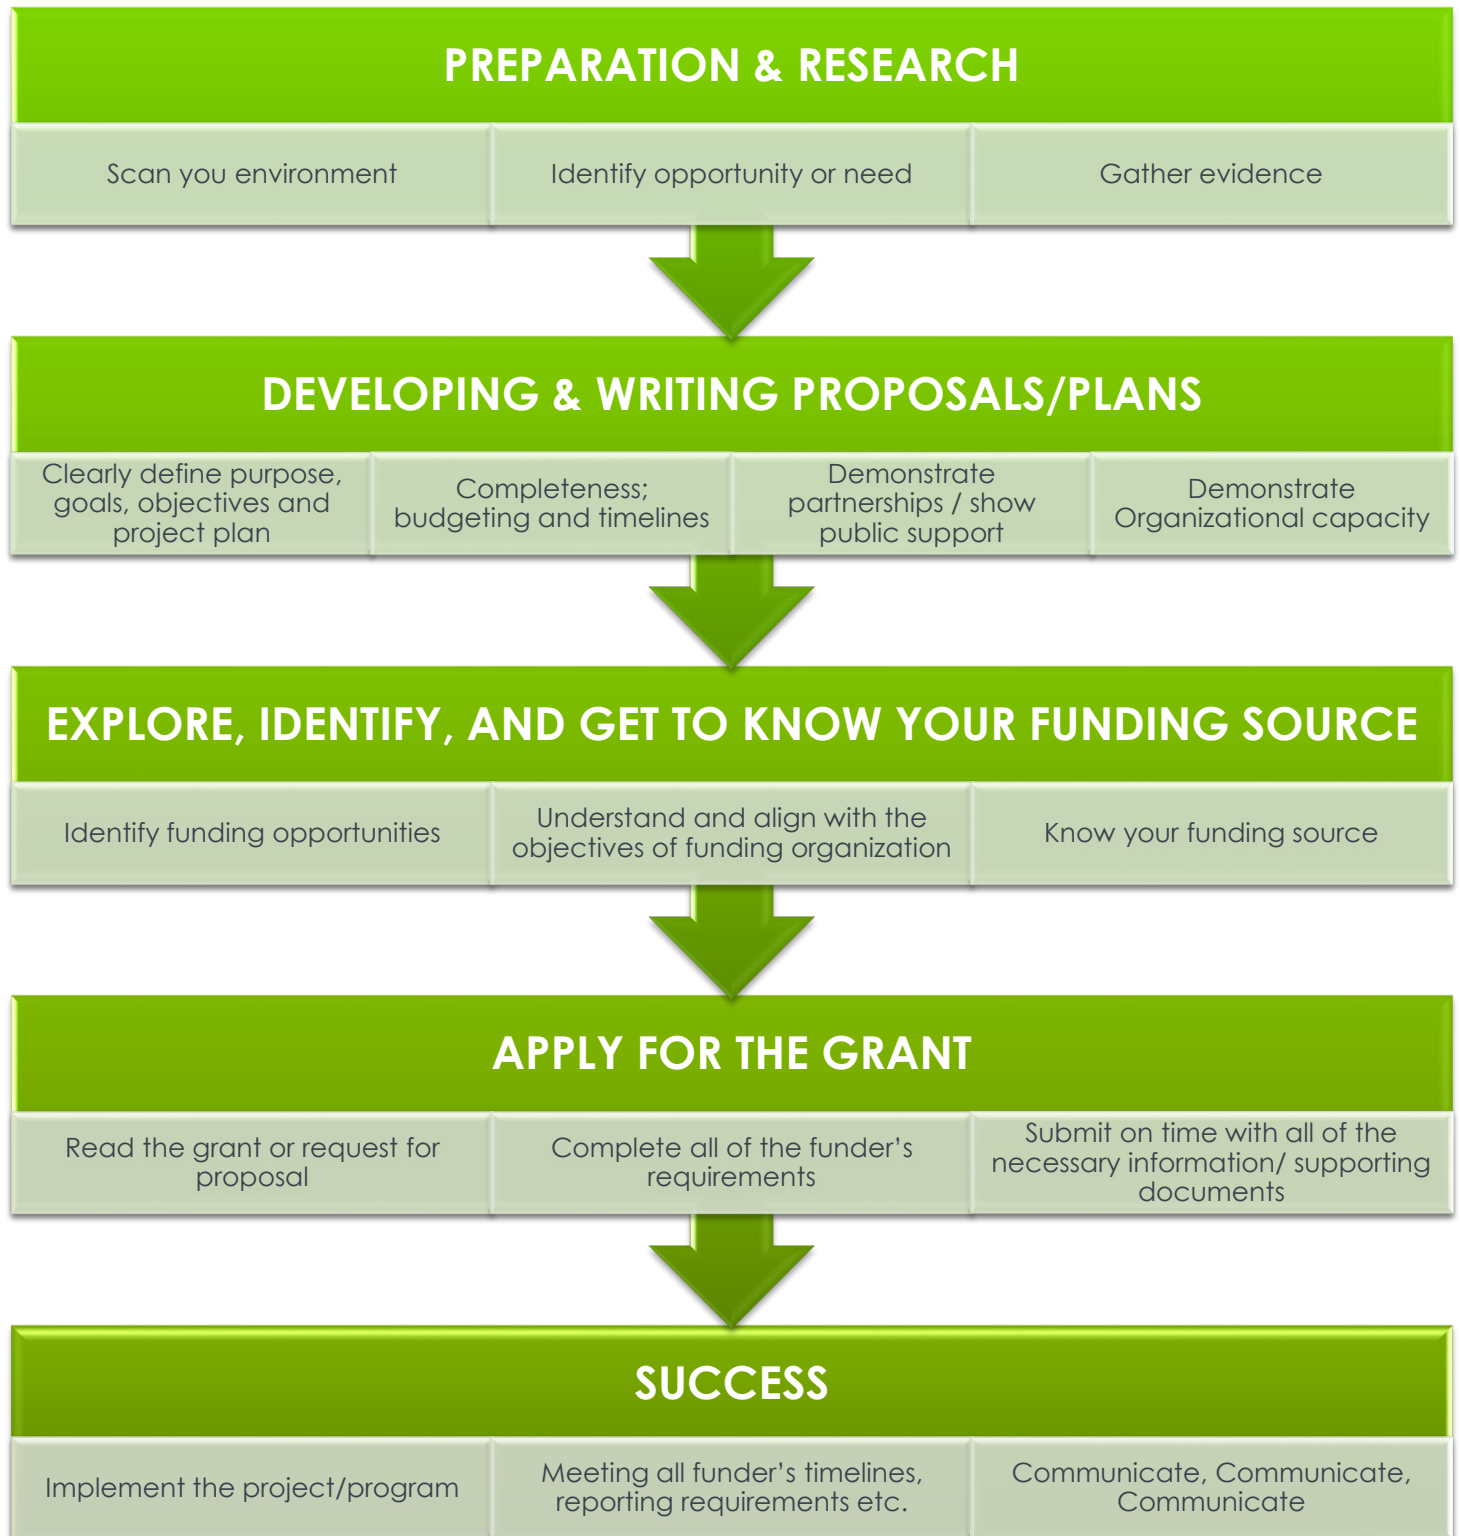 PREPARATION & RESEARCH
Scan you environment
Identify opportunity or need
Gather evidence
DEVELOPING & WRITING PROPOSALS/PLANS
Clearly define purpose,
goals, objectives and
project plan
Completeness;
budgeting and timelines
Demonstrate
partnerships / show
public support
Demonstrate
Organizational capacity
EXPLORE, IDENTIFY, AND GET TO KNOW YOUR FUNDING SOURCE
Identify funding opportunities
Understand and align with the
objectives of funding organization
Know your funding source
APPLY FOR THE GRANT
Read the grant or request for
proposal
Complete all of the funder’s
requirements
Submit on time with all of the
necessary information/ supporting
documents
SUCCESS
Implement the project/program
Meeting all funder’s timelines,
reporting requirements etc.
Communicate, Communicate,
Communicate